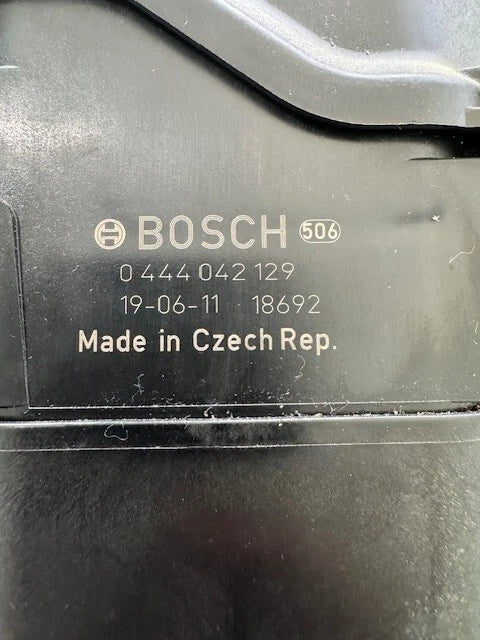 BOSCH 506
0 444 042 129
19-06-11 18692
Made in Czech Rep.